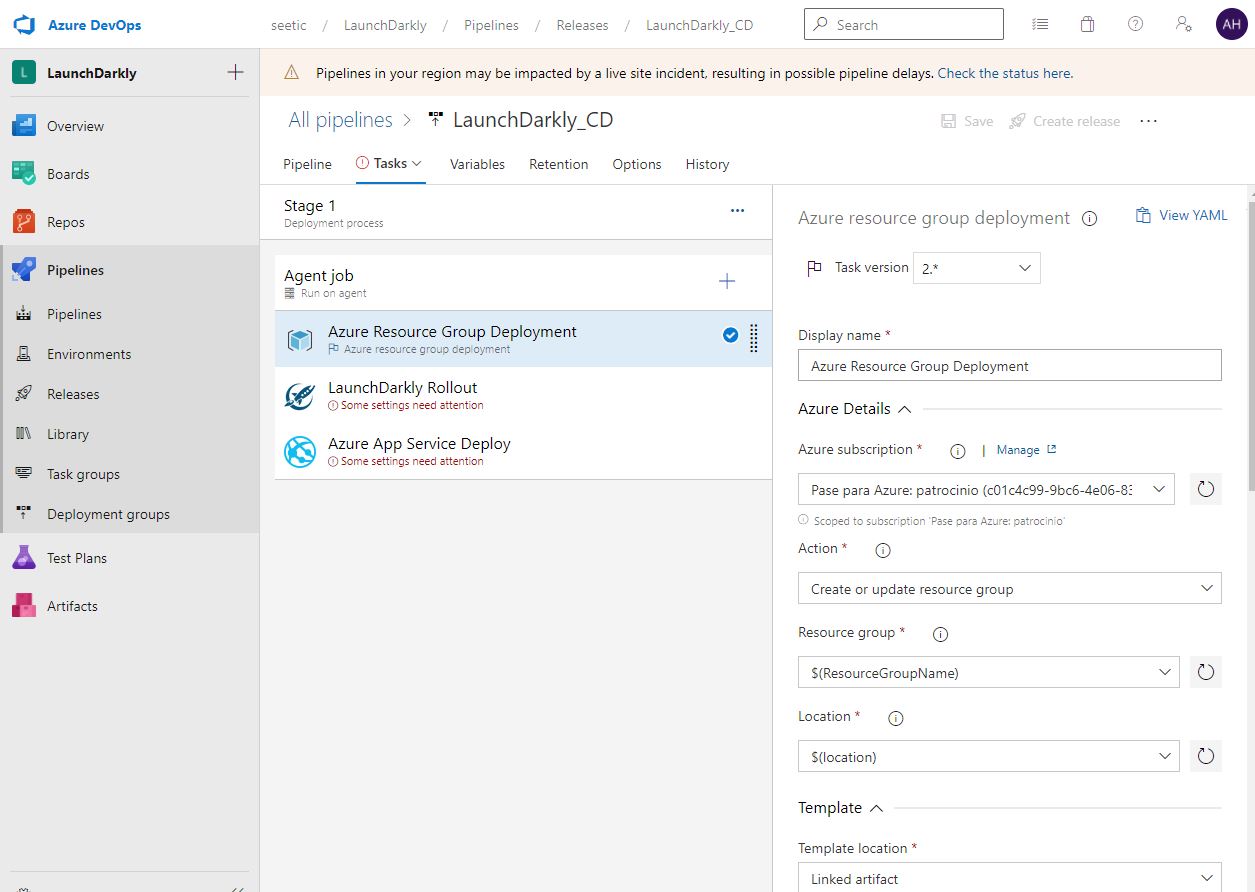 Azure DevOps
seetic / LaunchDarkly / Pipelines / Releases / LaunchDarkly_CD
Search
AH
L LaunchDarkly
Overview
Boards
Repos
Pipelines
Pipelines
Environments
Releases
Library
Task groups
Deployment groups
Test Plans
Artifacts
Pipelines in your region may be impacted by a live site incident, resulting in possible pipeline delays. Check the status here.
All pipelines > LaunchDarkly_CD
Save Create release ...
Pipeline Tasks Variables Retention Options History
Stage 1
Deployment process
Agent job
Run on agent
Azure Resource Group Deployment
Azure resource group deployment
LaunchDarkly Rollout
Some settings need attention
Azure App Service Deploy
Some settings need attention
Azure resource group deployment
View YAML
Task version 2.*
Display name *
Azure Resource Group Deployment
Azure Details
Azure subscription * | Manage
Pase para Azure: patrocinio (c01c4c99-9bc6-4e06-83
Scoped to subscription 'Pase para Azure: patrocinio'
Action *
Create or update resource group
Resource group *
$(ResourceGroupName)
Location *
$(location)
Template
Template location *
Linked artifact